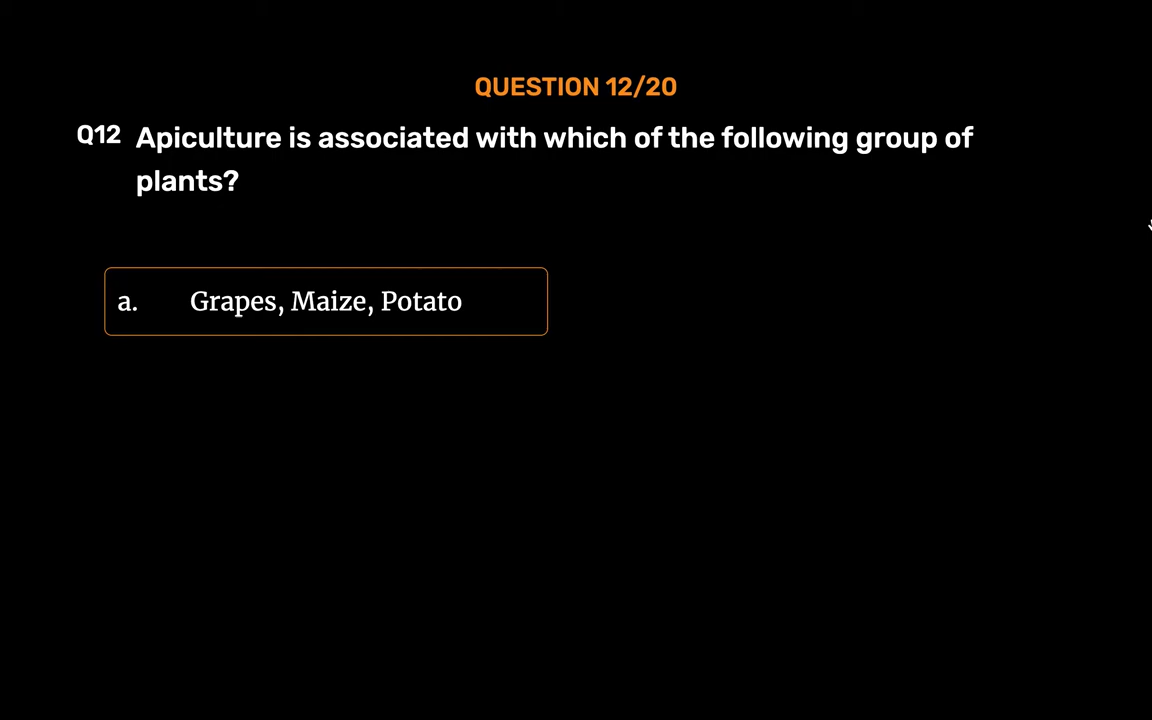 QUESTION 12/20
Q12 Apiculture is associated with which of the following group of
plants?
a. Grapes, Maize, Potato